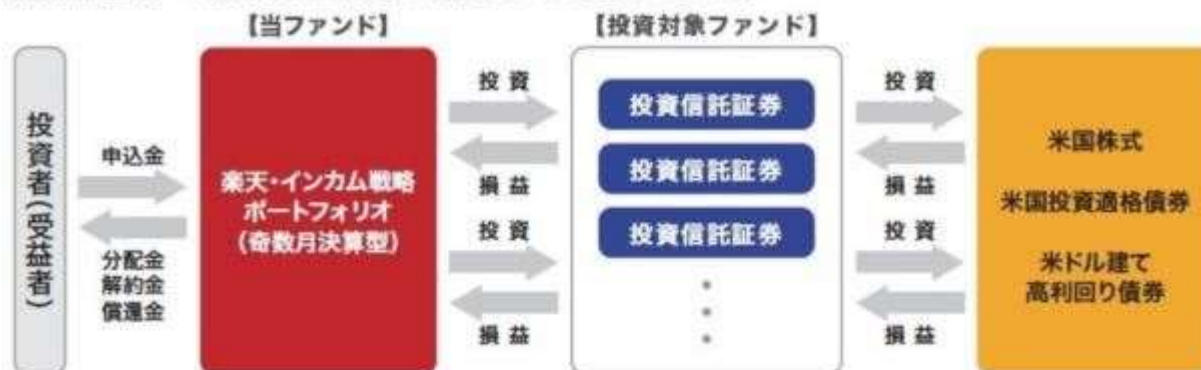 【当ファンド】
【投資対象ファンド】
投資者(受益者)
申込金
分配金
解約金
償還金
楽天・インカム戦略
ポートフォリオ
(奇数月決算型)
投資
損益
投資
損益
投資信託証券
投資信託証券
投資信託証券
投資
損益
投資
損益
米国株式
米国投資適格債券
米ドル建て
高利回り債券